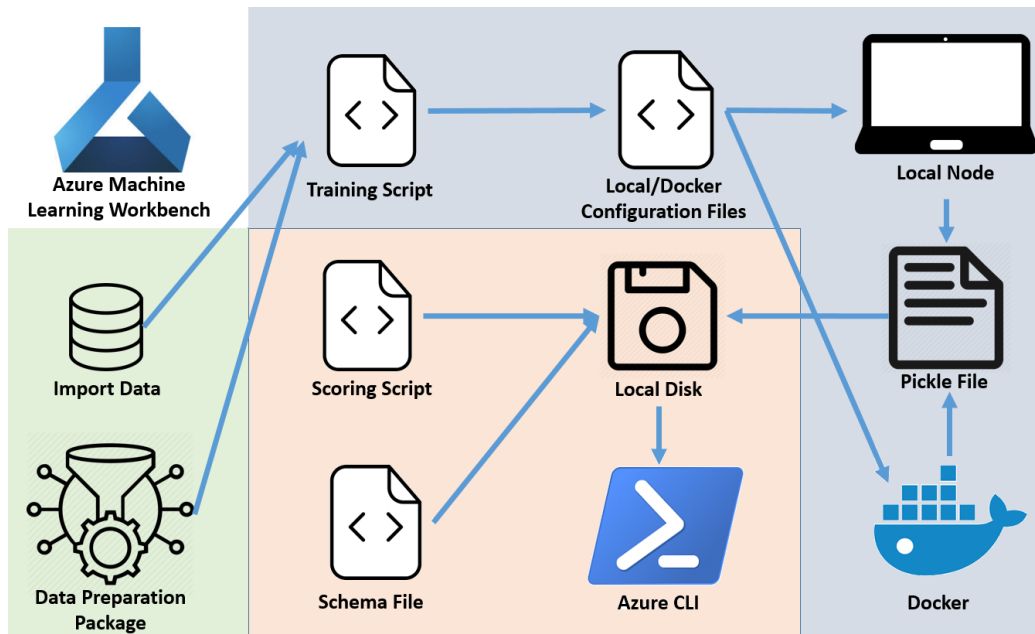 Azure Machine
Learning Workbench
Training Script
Local/Docker
Configuration Files
Local Node
Import Data
Scoring Script
Local Disk
Pickle File
Data Preparation
Package
Schema File
Azure CLI
Docker